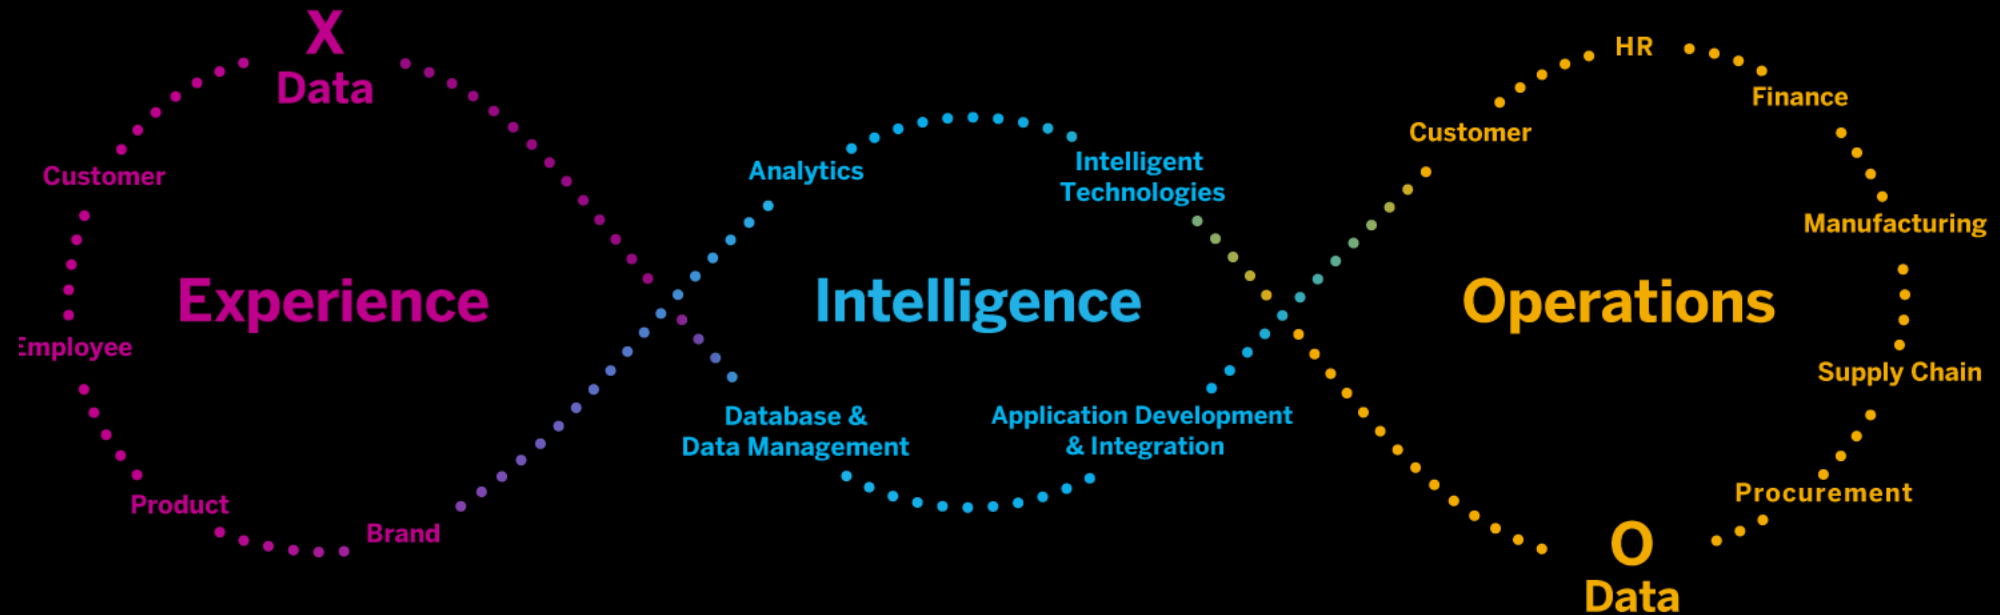 X
Data
Customer
Experience
Employee
Product
Brand
Analytics
Intelligent
Technologies
Intelligence
Database &
Data Management
Application Development
& Integration
HR
Finance
Customer
Manufacturing
Operations
Supply Chain
Procurement
O
Data